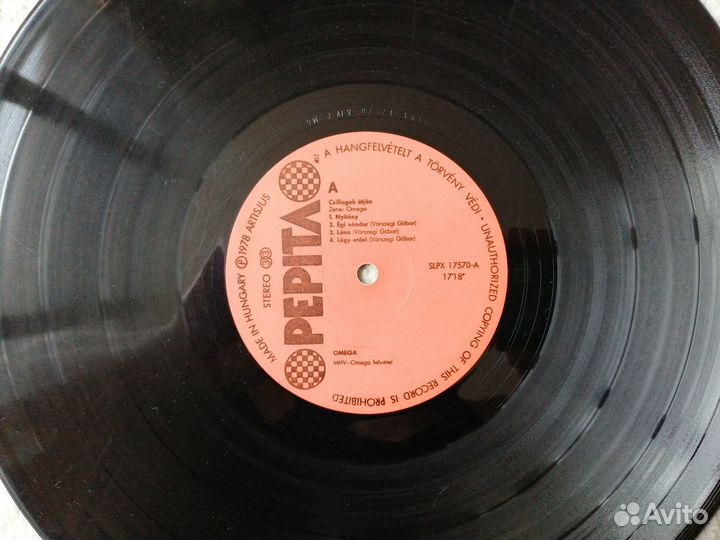 A HANGFELVÉTELT A TÖRVÉNY VÉDI • UNAUTHORIZED COPYING OF THIS RECORD IS PROHIBITED
MADE IN HUNGARY Ⓟ 1978 ARTISJUS
STEREO 33
PEPITA
A
Csillagok útján
Zene: Omega
1. Nyitány
2. Égi vándor (Várszegi Gábor)
3. Léna (Várszegi Gábor)
4. Légy erős! (Várszegi Gábor)
SLPX 17570-A
17'18"
OMEGA
MHV-Omega felvétel
Avito